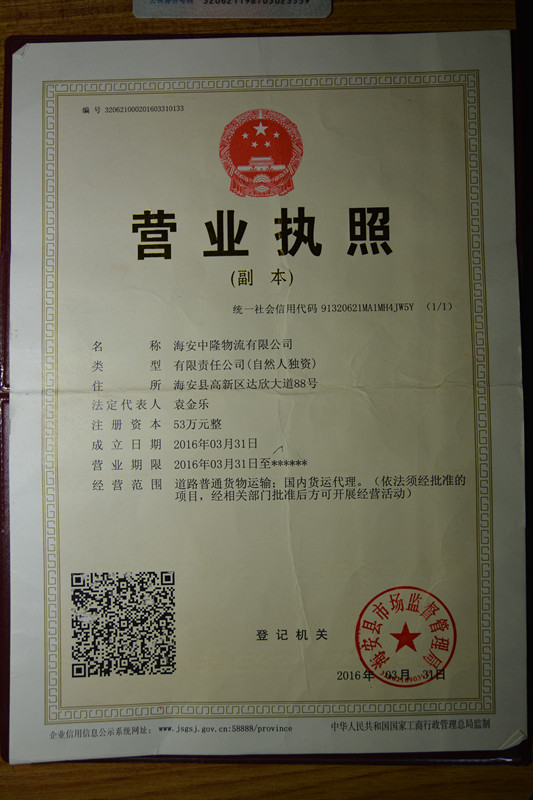 320621198703023559
编 号 320621000201603310133
营业执照
(副 本)
统一社会信用代码 91320621MA1MH4JW5Y (1/1)
名 称 海安中隆物流有限公司
类 型 有限责任公司(自然人独资)
住 所 海安县高新区达欣大道88号
法定代表人 袁金乐
注册资本 53万元整
成立日期 2016年03月31日
营业期限 2016年03月31日至******
经营范围 道路普通货物运输;国内货运代理。(依法须经批准的
项目,经相关部门批准后方可开展经营活动)
海安县市场监督管理局
登记机关
2016年 03月 31日
企业信用信息公示系统网址: www.jsgsj.gov.cn:58888/province
中华人民共和国国家工商行政管理总局监制